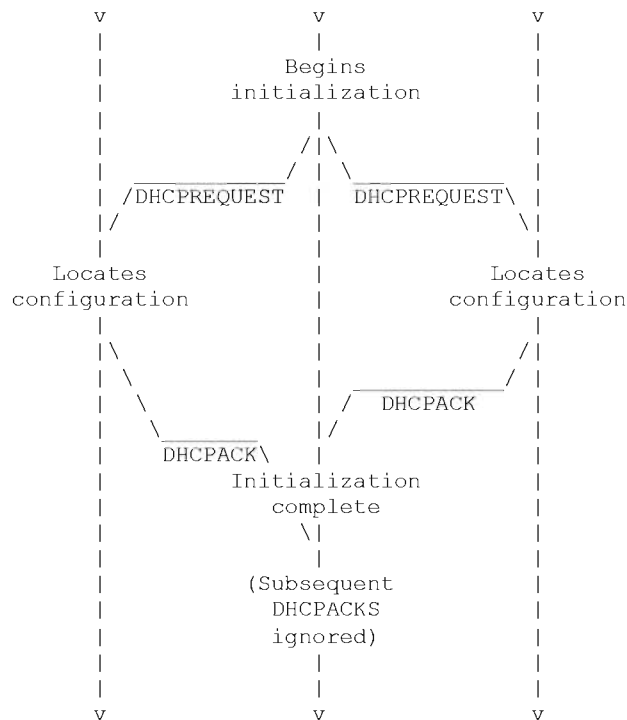 v v v
Begins
initialization
DHCPREQUEST DHCPREQUEST
Locates Locates
configuration configuration
DHCPACK
DHCPACK
Initialization
complete
(Subsequent
DHCPACKS
ignored)
v v v